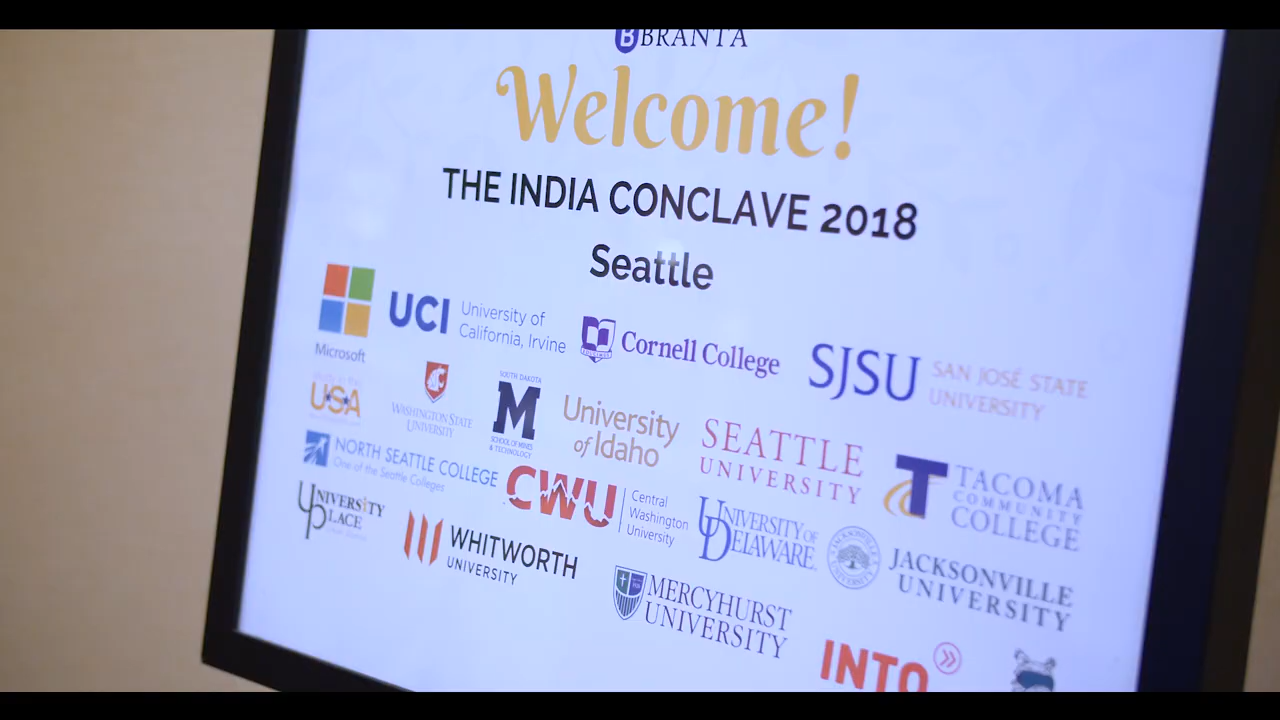 B BRANTA
Welcome!
THE INDIA CONCLAVE 2018
Seattle
Microsoft
UCI University of California, Irvine
Cornell College
SJSU SAN JOSÉ STATE UNIVERSITY
USA
WASHINGTON STATE UNIVERSITY
SOUTH DAKOTA
M
SCHOOL OF MINES
& TECHNOLOGY
University of Idaho
SEATTLE UNIVERSITY
T TACOMA COMMUNITY COLLEGE
NORTH SEATTLE COLLEGE
One of the Seattle Colleges
CWU Central Washington University
UNIVERSITY OF DELAWARE
JACKSONVILLE UNIVERSITY
UNIVERSITY PLACE
WHITWORTH UNIVERSITY
MERCYHURST UNIVERSITY
INTO